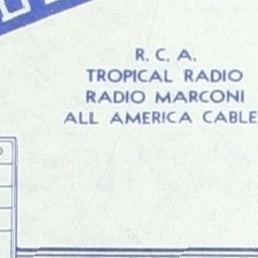 R. C. A.
TROPICAL RADIO
RADIO MARCONI
ALL AMERICA CABLE